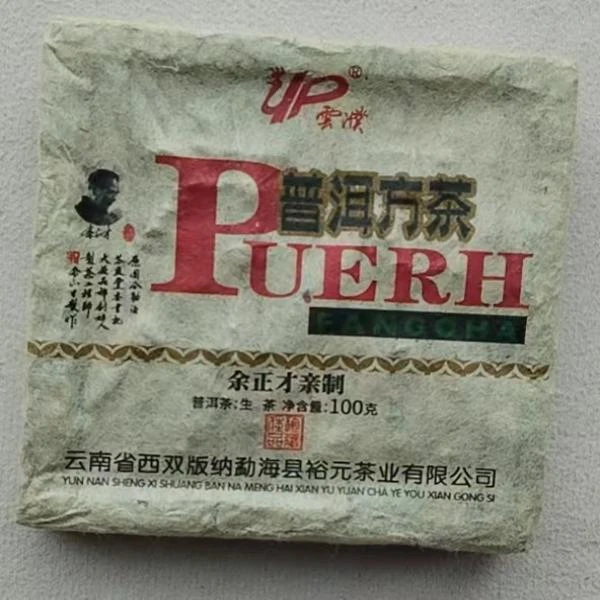 YP®
雲濮
普洱方茶
PUERH
FANGCHA
余正才亲制
普洱茶:生 茶 净含量:100克
云南省西双版纳勐海县裕元茶业有限公司
YUN NAN SHENG XI SHUANG BAN NA MENG HAI XIAN YU YUAN CHA YE YOU XIAN GONG SI